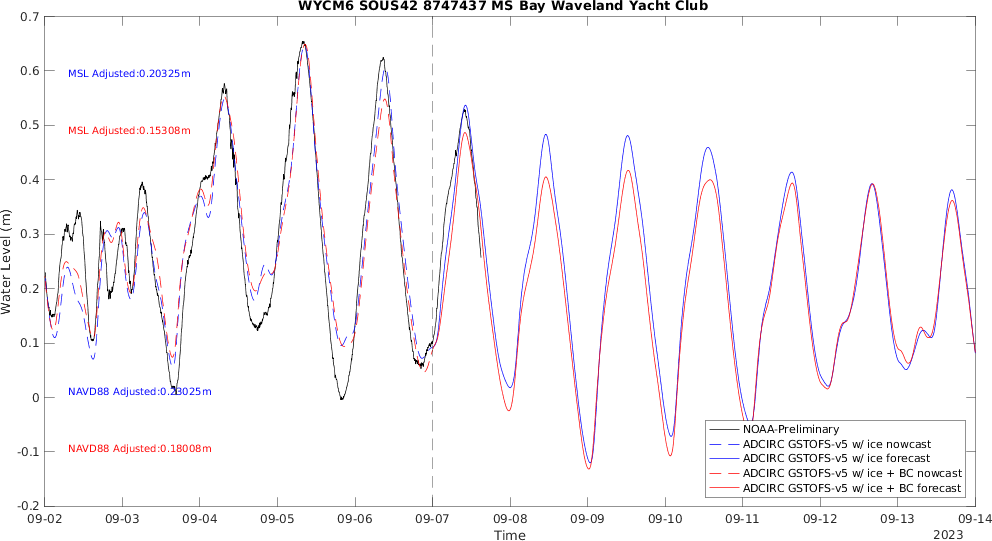 WYCM6 SOUS42 8747437 MS Bay Waveland Yacht Club
0.7
0.6
0.5
0.4
0.3
0.2
0.1
0
-0.1
-0.2
Water Level (m)
MSL Adjusted:0.20325m
MSL Adjusted:0.15308m
NAVD88 Adjusted:0.23025m
NAVD88 Adjusted:0.18008m
NOAA-Preliminary
ADCIRC GSTOFS-v5 w/ ice nowcast
ADCIRC GSTOFS-v5 w/ ice forecast
ADCIRC GSTOFS-v5 w/ ice + BC nowcast
ADCIRC GSTOFS-v5 w/ ice + BC forecast
09-02 09-03 09-04 09-05 09-06 09-07 09-08 09-09 09-10 09-11 09-12 09-13 09-14
Time
2023